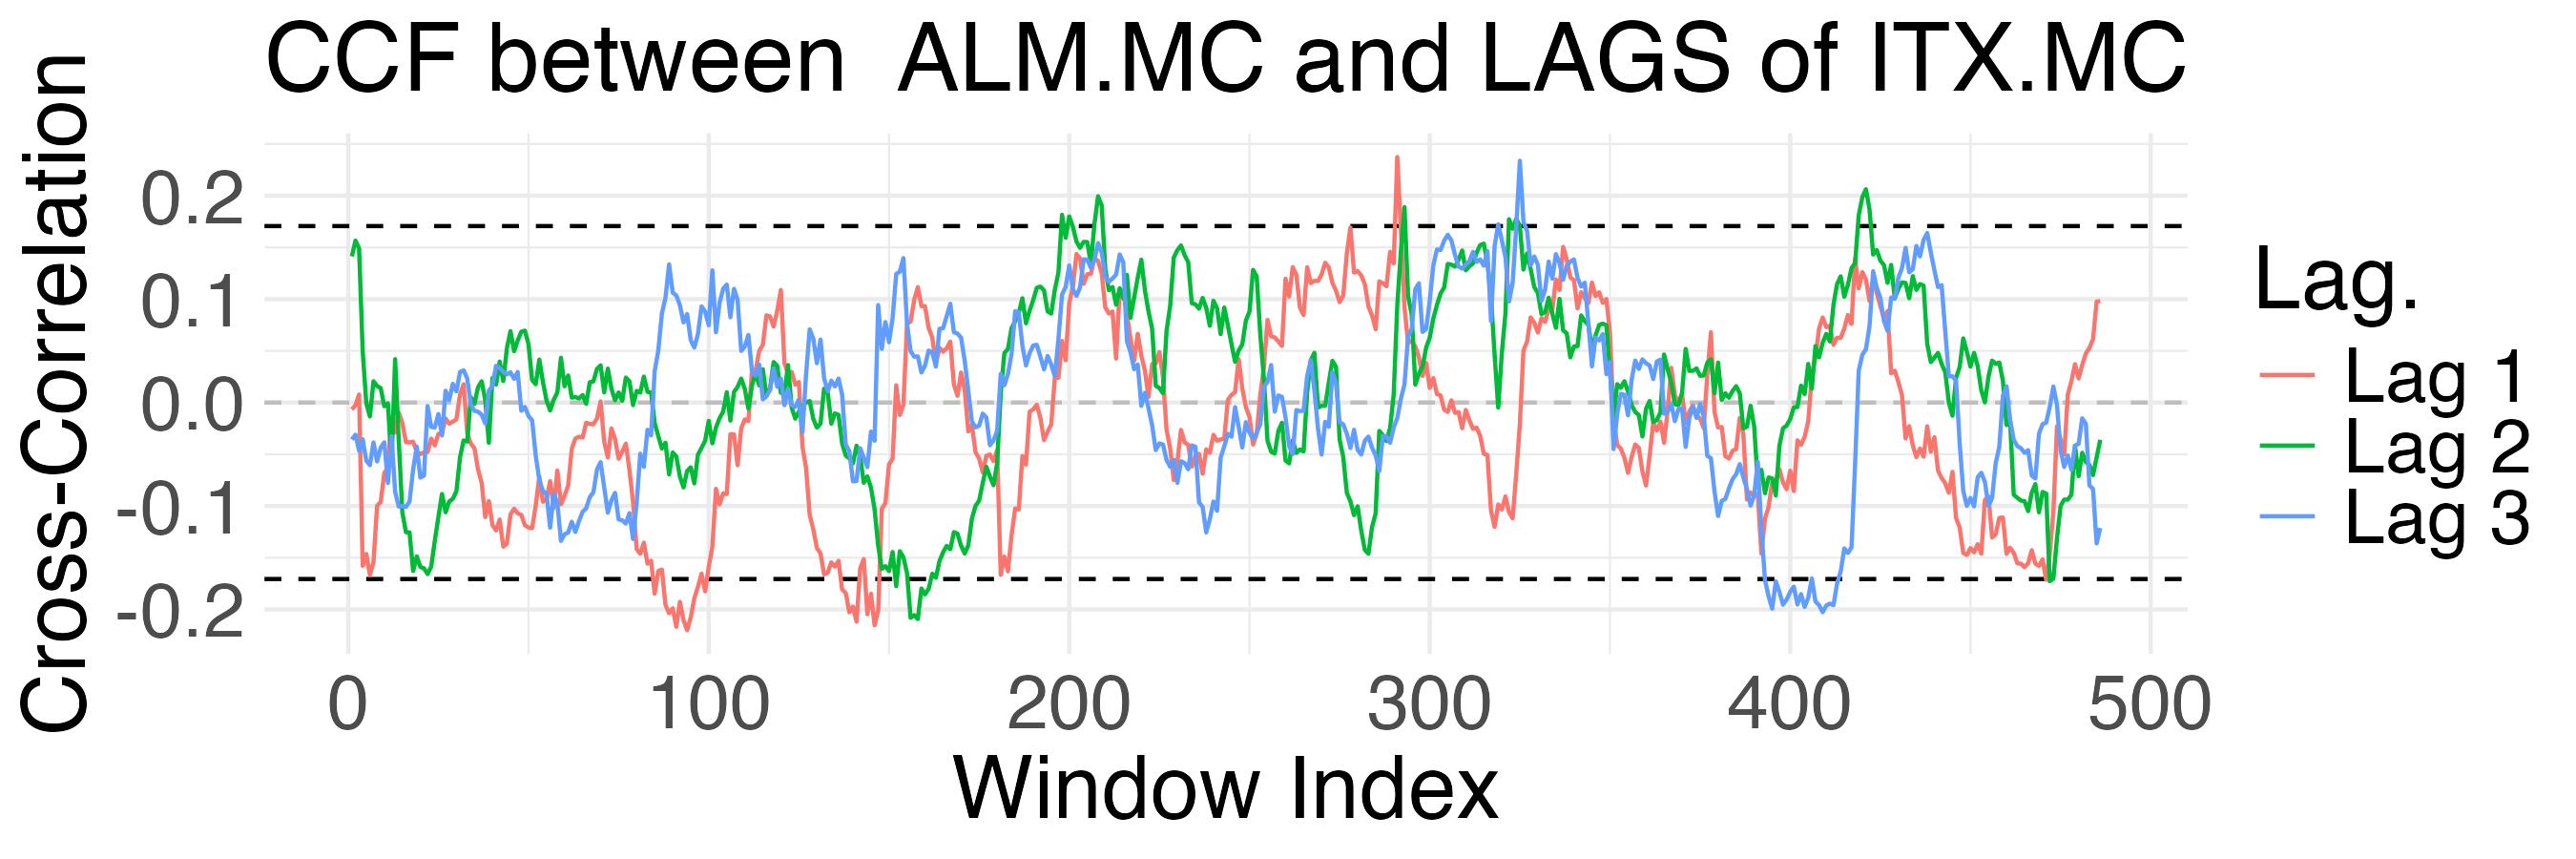 CCF between  ALM.MC and LAGS of ITX.MC
Cross-Correlation
0.2
0.1
0.0
-0.1
-0.2
0 100 200 300 400 500
Window Index
Lag.
Lag 1
Lag 2
Lag 3